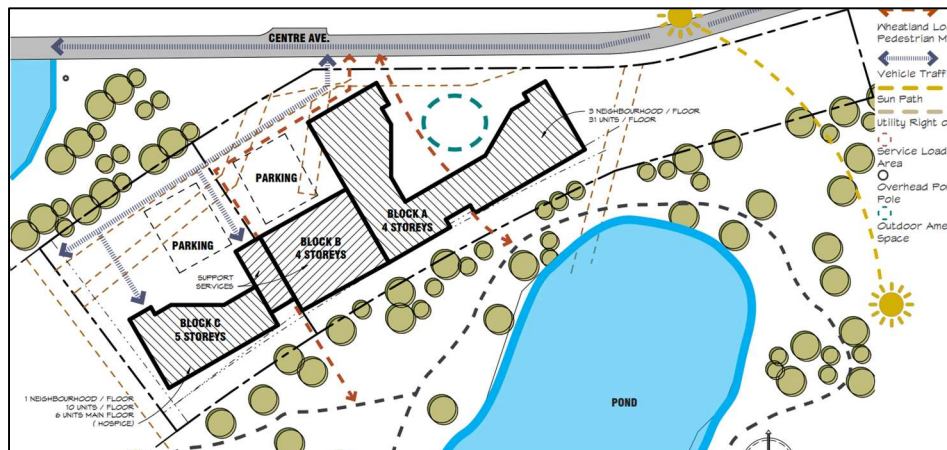 CENTRE AVE.
Wheatland Lo
Pedestrian M
Vehicle Traff
Sun Path
Utility Right o
Service Load
Area
Overhead Po
Pole
Outdoor Ame
Space
3 NEIGHBOURHOOD / FLOOR
31 UNITS / FLOOR
PARKING
BLOCK A
4 STOREYS
PARKING
BLOCK B
4 STOREYS
SUPPORT
SERVICES
BLOCK C
5 STOREYS
1 NEIGHBOURHOOD / FLOOR
10 UNITS / FLOOR
6 UNITS MAIN FLOOR
( HOSPICE)
POND